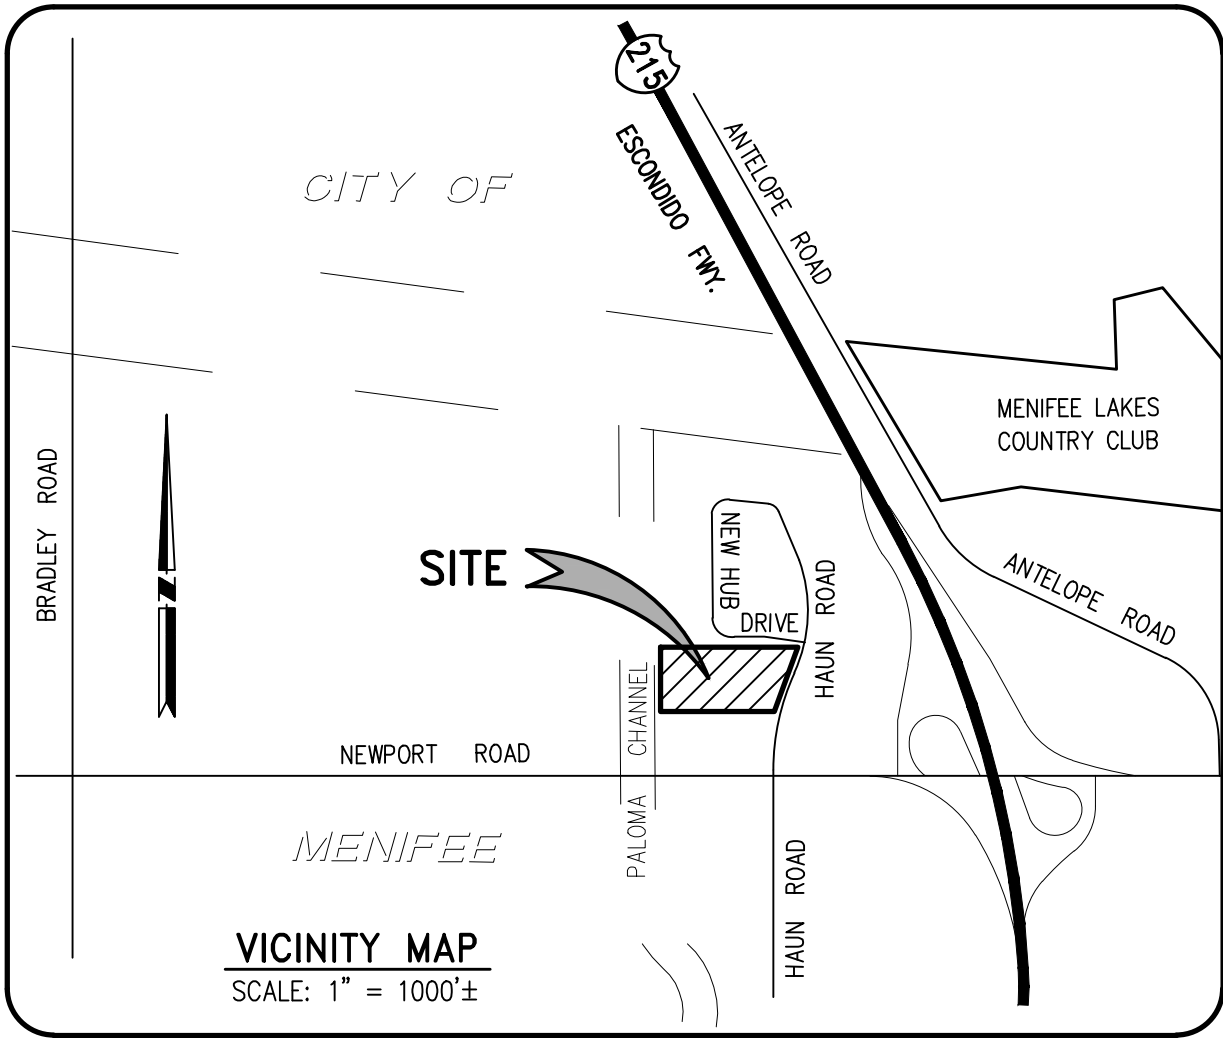 215
ESCONDIDO FWY.
ANTELOPE ROAD
CITY OF
MENIFEE LAKES
COUNTRY CLUB
BRADLEY ROAD
N
SITE
NEW HUB
DRIVE
HAUN ROAD
ANTELOPE ROAD
PALOMA CHANNEL
NEWPORT ROAD
MENIFEE
HAUN ROAD
VICINITY MAP
SCALE: 1" = 1000'±